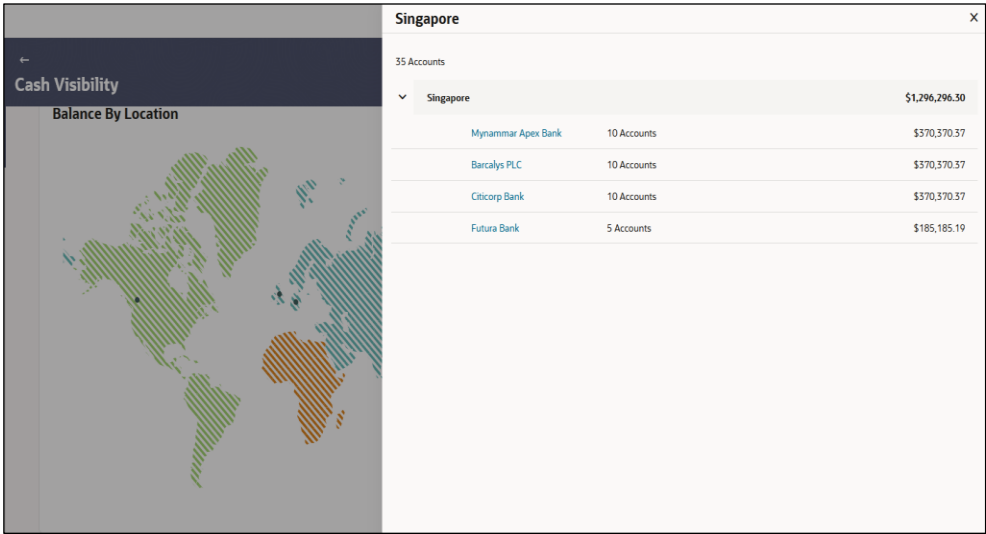 Singapore X
35 Accounts
←
Cash Visibility
Balance By Location
Singapore $1,296,296.30
Mynammar Apex Bank 10 Accounts $370,370.37
Barcalys PLC 10 Accounts $370,370.37
Citicorp Bank 10 Accounts $370,370.37
Futura Bank 5 Accounts $185,185.19